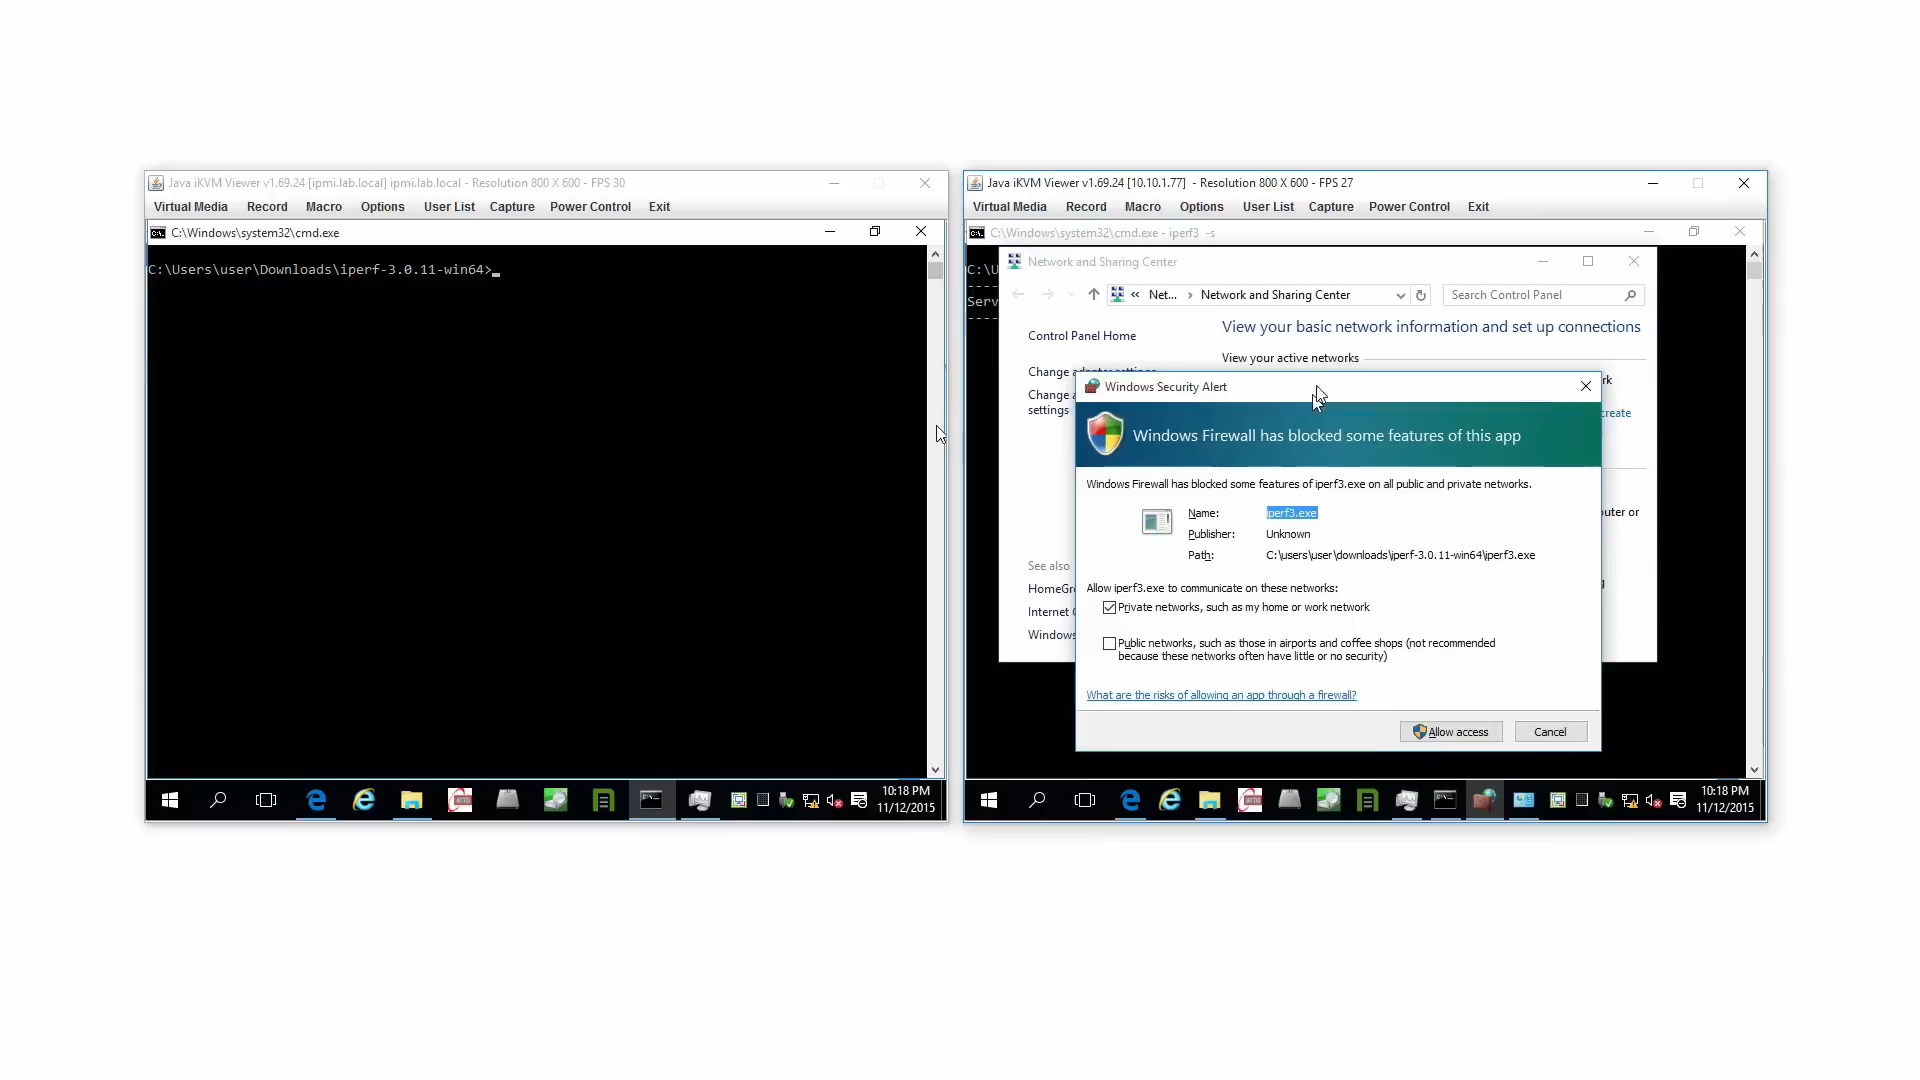 Java iKVM Viewer v1.69.24 [ipmi.lab.local] ipmi.lab.local - Resolution 800 X 600 - FPS 30
Virtual Media Record Macro Options User List Capture Power Control Exit
C:\Windows\system32\cmd.exe
C:\Users\user\Downloads\iperf-3.0.11-win64>_
10:18 PM
11/12/2015
Java iKVM Viewer v1.69.24 [10.10.1.77] - Resolution 800 X 600 - FPS 27
Virtual Media Record Macro Options User List Capture Power Control Exit
C:\Windows\system32\cmd.exe - iperf3 -s
C:\U
----
Serv
----
Network and Sharing Center
« Net... › Network and Sharing Center
Search Control Panel
Control Panel Home
View your basic network information and set up connections
View your active networks
Change adapter settings
Change a
settings
rk
create
uter or
g
See also
HomeGr
Internet
Windows
Windows Security Alert
Windows Firewall has blocked some features of this app
Windows Firewall has blocked some features of iperf3.exe on all public and private networks.
Name: iperf3.exe
Publisher: Unknown
Path: C:\users\user\downloads\iperf-3.0.11-win64\iperf3.exe
Allow iperf3.exe to communicate on these networks:
Private networks, such as my home or work network
Public networks, such as those in airports and coffee shops (not recommended
because these networks often have little or no security)
What are the risks of allowing an app through a firewall?
Allow access Cancel
10:18 PM
11/12/2015